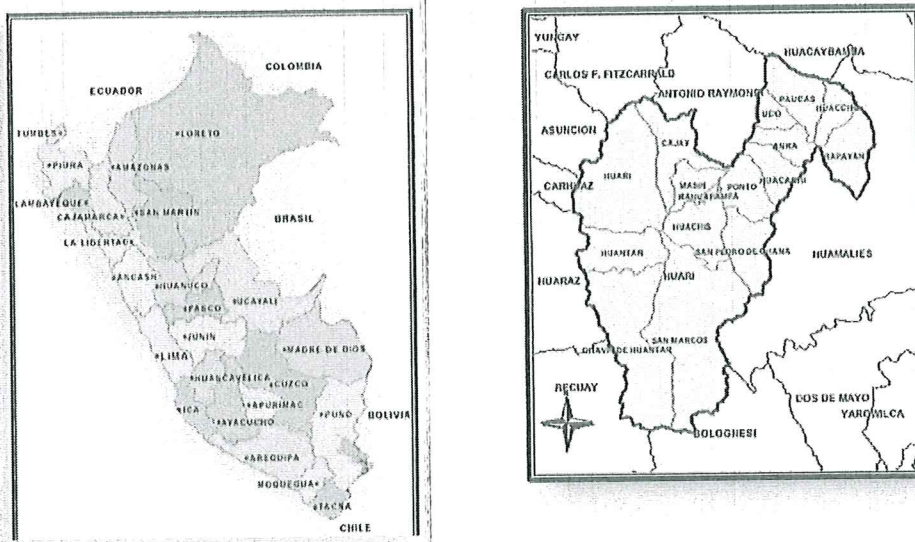 COLOMBIA
ECUADOR
TUMBES
LORETO
PIURA
AMAZONAS
LAMBAYEQUE
CAJAMARCA
SAN MARTIN
BRASIL
LA LIBERTAD
ANCASH
HUANUCO
UCAYALI
PASCO
JUNIN
LIMA
MADRE DE DIOS
HUANCAVELICA
CUZCO
ICA
APURIMAC
PUNO
BOLIVIA
AYACUCHO
AREQUIPA
MOQUEGUA
TACNA
CHILE
YUNGAY
HUACAYBAMBA
CARLOS F. FITZCARRALD
ANTONIO RAYMONDI
PAUCAS
UCO
HUACCHIS
ASUNCION
CAJAY
ANRA
RAPAYAN
HUARI
CARHUAZ
MASIN
PONTO
HUACHIS
HUANTAR
SAN PEDRO DE CHANA
HUAMALIES
HUARAZ
HUARI
SAN MARCOS
CHAVIN DE HUANTAR
RECUAY
DOS DE MAYO
YAROWILCA
BOLOGNESI